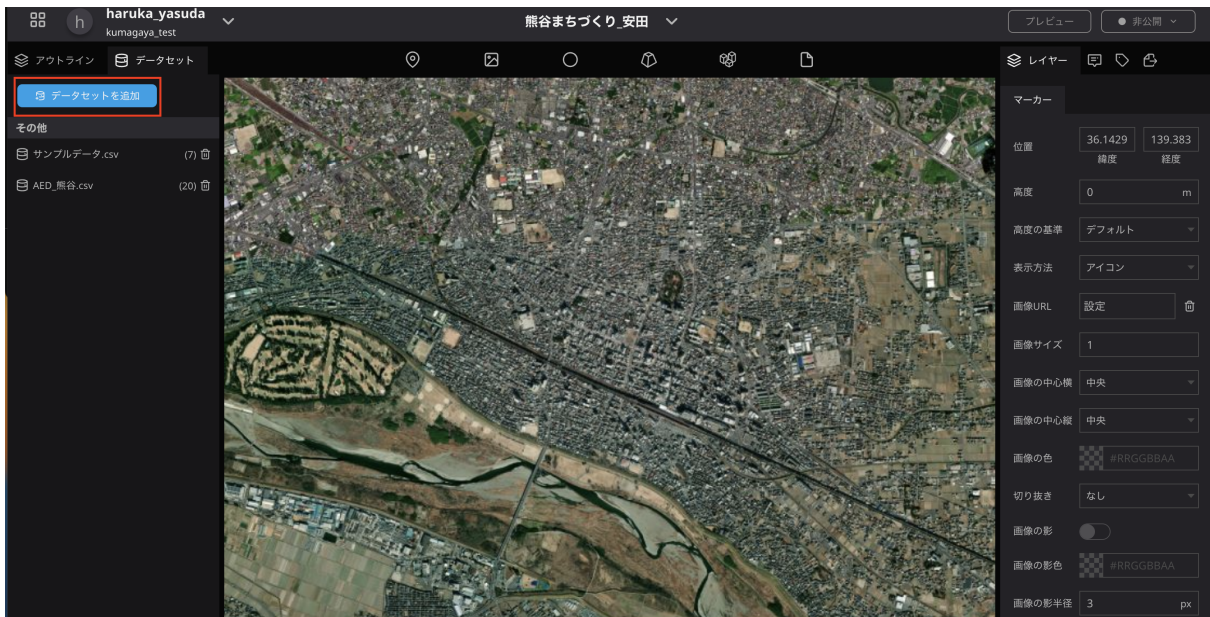 h
haruka_yasuda
kumagaya_test
熊谷まちづくり_安田
プレビュー
非公開
アウトライン
データセット
データセットを追加
その他
サンプルデータ.csv (7)
AED_熊谷.csv (20)
レイヤー
マーカー
位置 36.1429 139.383
緯度 経度
高度 0 m
高度の基準 デフォルト
表示方法 アイコン
画像URL 設定
画像サイズ 1
画像の中心横 中央
画像の中心縦 中央
画像の色 #RRGGBBAA
切り抜き なし
画像の影
画像の影色 #RRGGBBAA
画像の影半径 3 px